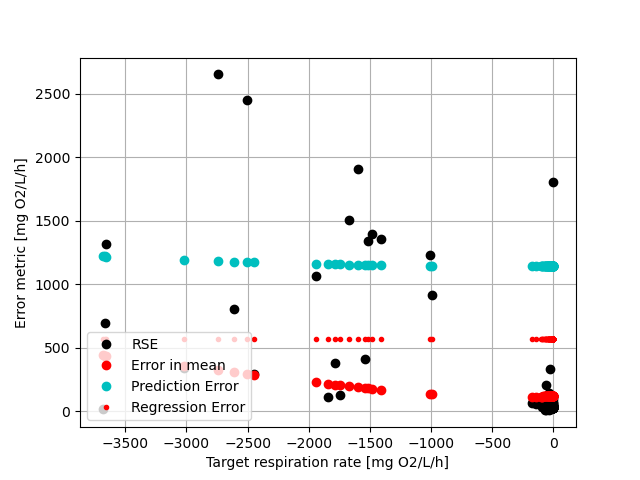 Error metric [mg O2/L/h]
2500
2000
1500
1000
500
0
RSE
Error in mean
Prediction Error
Regression Error
−3500 −3000 −2500 −2000 −1500 −1000 −500 0
Target respiration rate [mg O2/L/h]